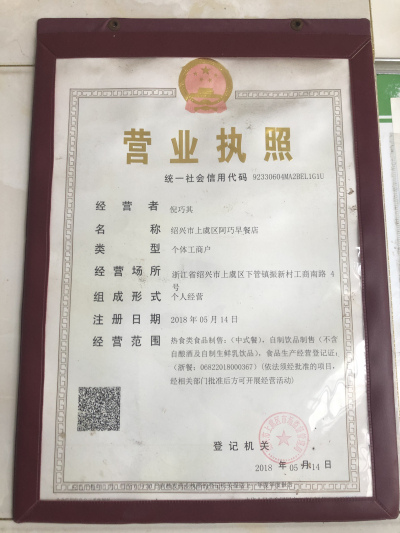 营业执照
统一社会信用代码 92330604MA2BEL1G1U
经营者 倪巧其
名称 绍兴市上虞区阿巧早餐店
类型 个体工商户
经营场所 浙江省绍兴市上虞区下管镇振新村工商南路 4
号
组成形式 个人经营
注册日期 2018 年 05 月 14 日
经营范围 热食类食品制售：（中式餐），自制饮品制售（不含
自酿酒及自制生鲜乳饮品），食品生产经营登记证：
（浙餐：06822018000367）（依法须经批准的项目，
经相关部门批准后方可开展经营活动）
登记机关
2018 年 05 月 14 日